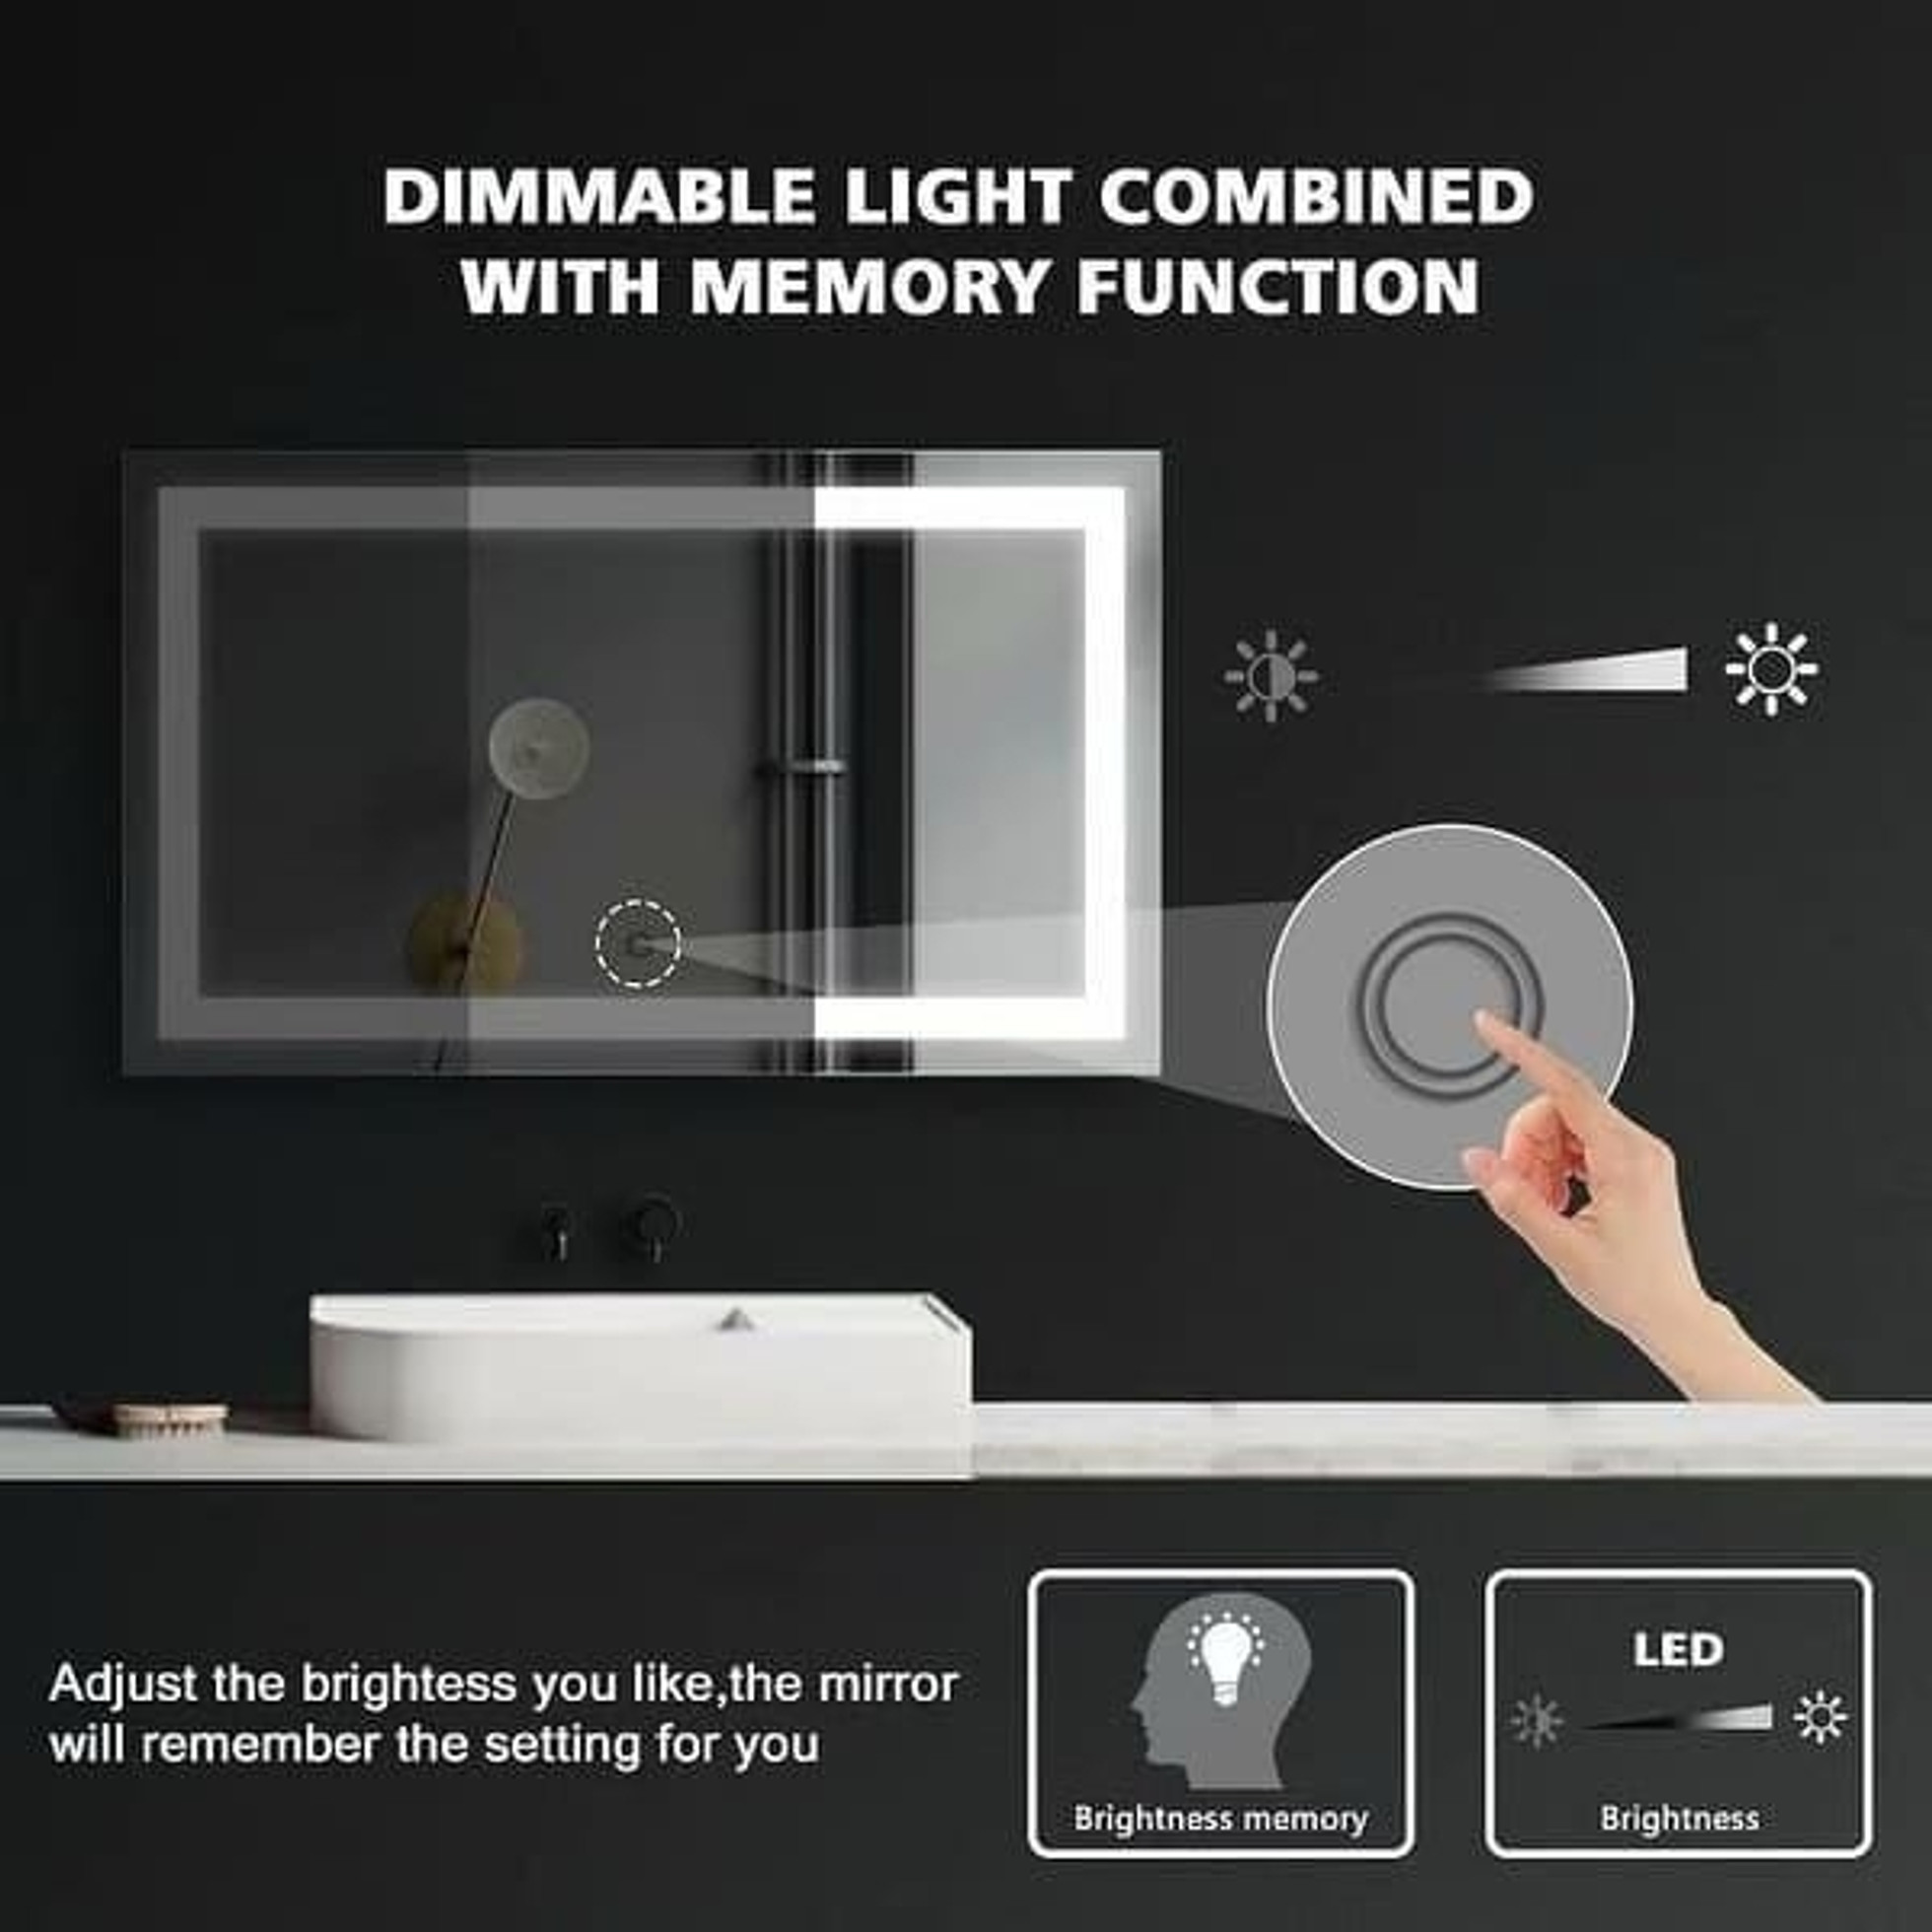 DIMMABLE LIGHT COMBINED
WITH MEMORY FUNCTION
Adjust the brightess you like,the mirror
will remember the setting for you
Brightness memory
LED
Brightness